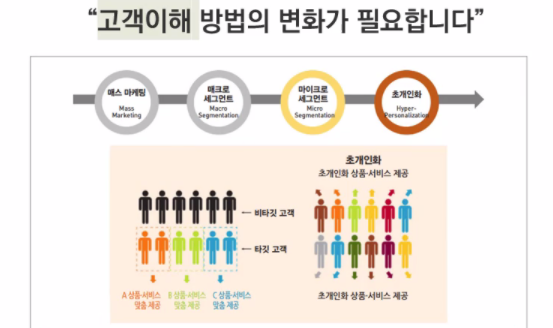 “고객이해 방법의 변화가 필요합니다”
매스 마케팅
Mass
Marketing
매크로
세그먼트
Macro
Segmentation
마이크로
세그먼트
Micro
Segmentation
초개인화
Hyper-
Personalization
비타깃 고객
타깃 고객
A 상품·서비스
맞춤 제공
B 상품·서비스
맞춤 제공
C 상품·서비스
맞춤 제공
초개인화
초개인화 상품·서비스 제공
초개인화 상품·서비스 제공